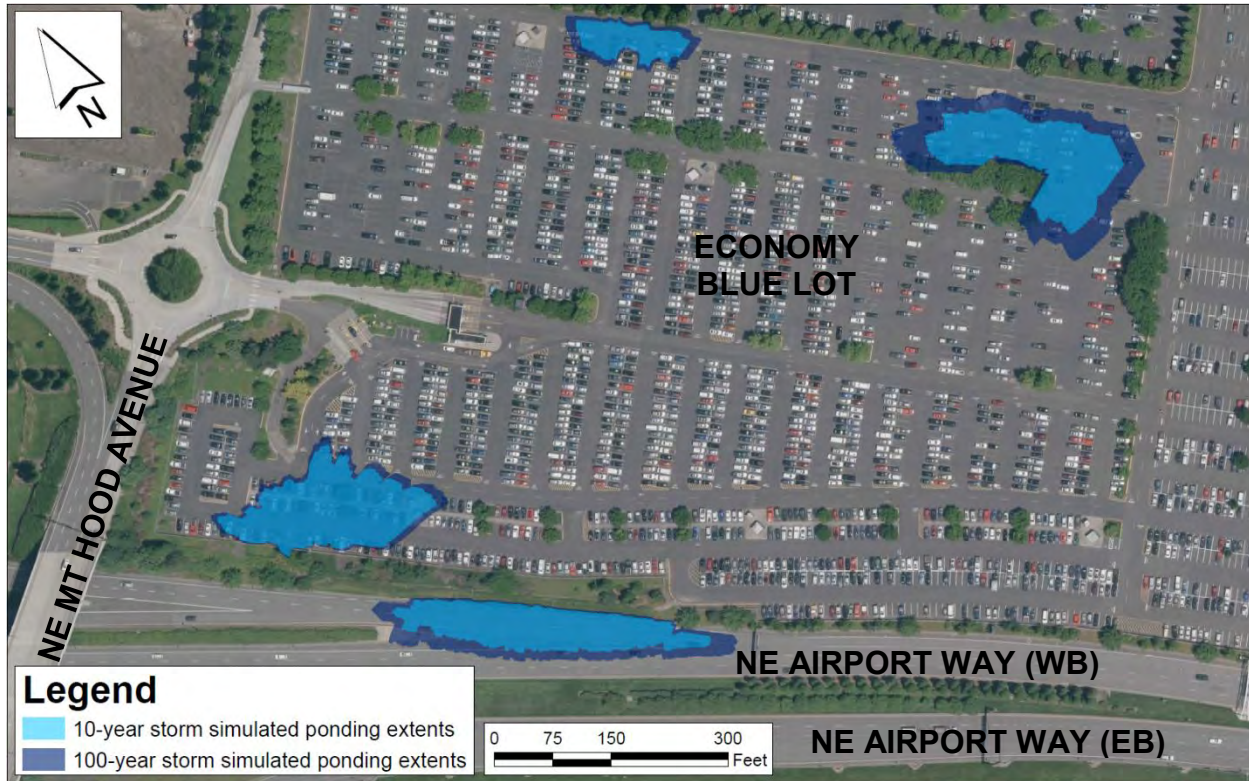 N
ECONOMY
BLUE LOT
NE MT HOOD AVENUE
NE AIRPORT WAY (WB)
NE AIRPORT WAY (EB)
Legend
10-year storm simulated ponding extents
100-year storm simulated ponding extents
0 75 150 300
Feet